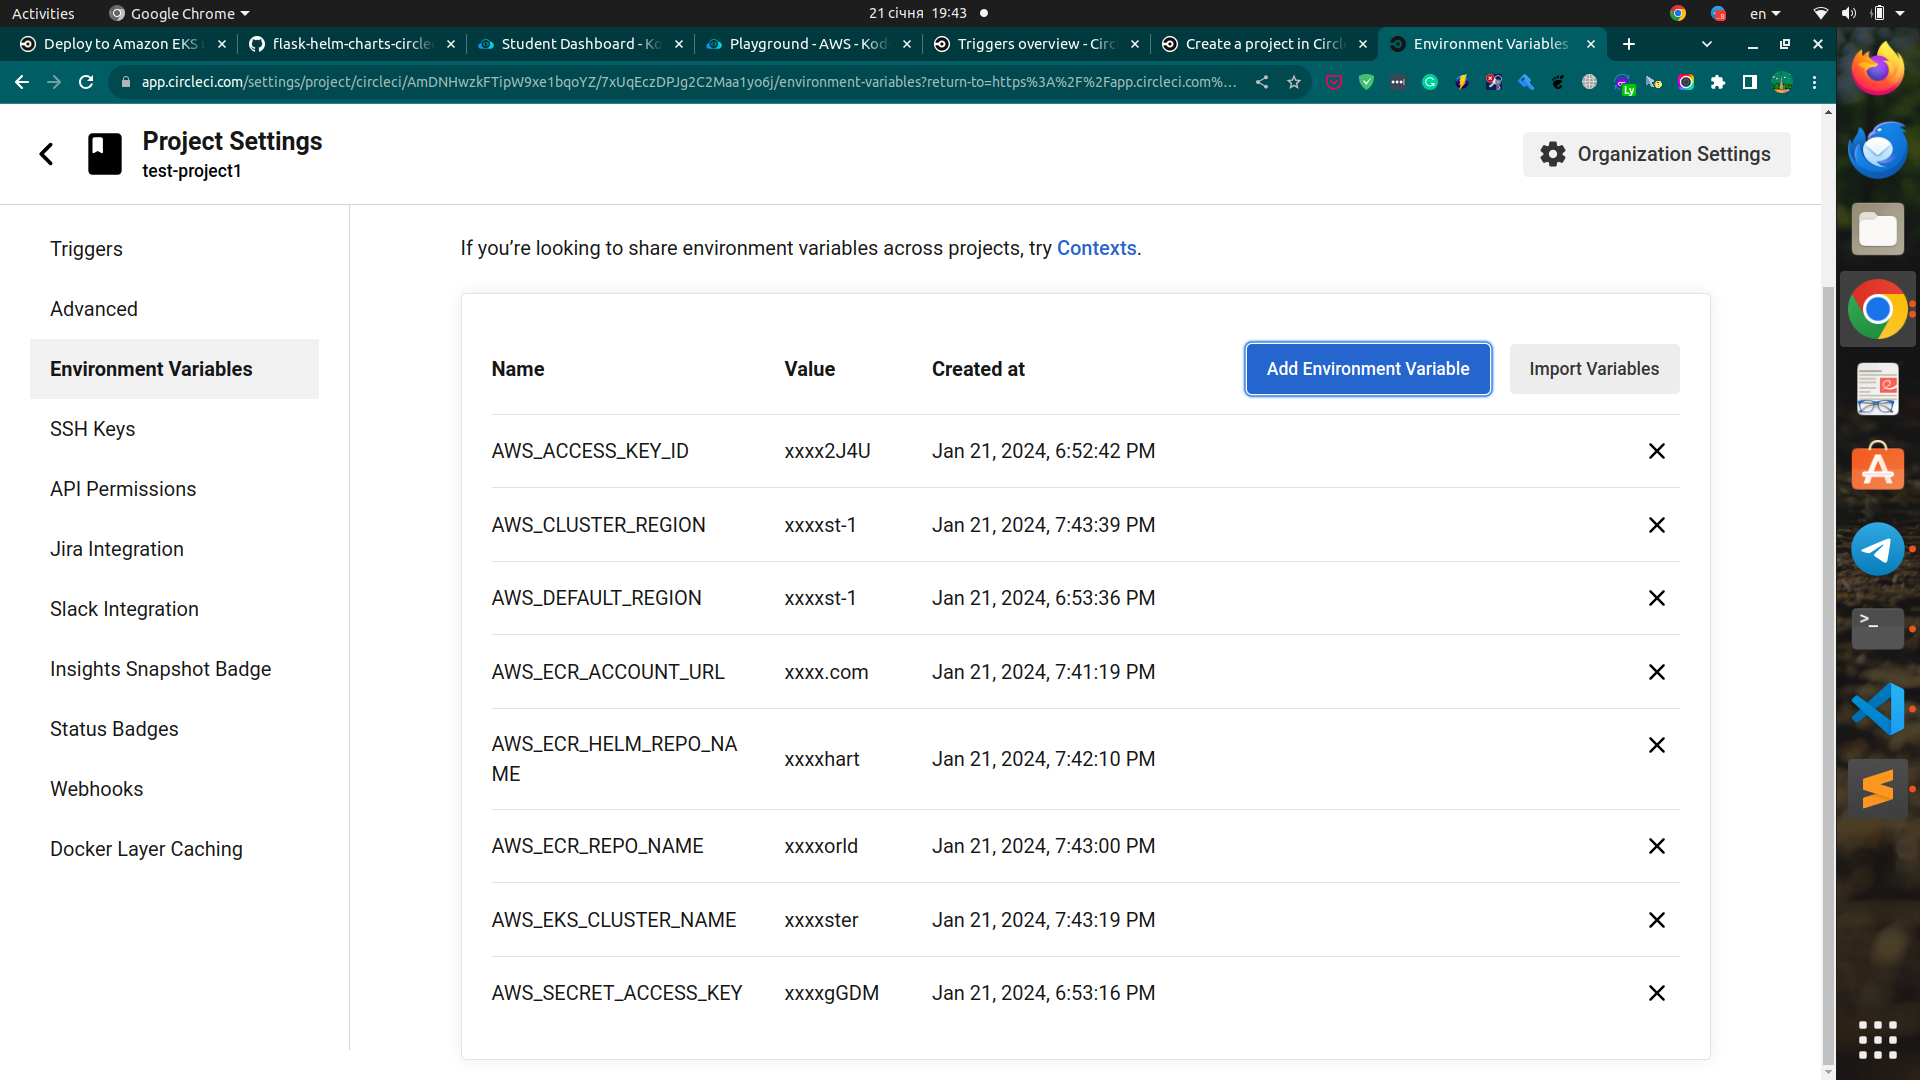 Activities
Google Chrome
21 січня 19:43
en
Deploy to Amazon EKS
flask-helm-charts-circle
Student Dashboard - Ko
Playground - AWS - Kod
Triggers overview - Circ
Create a project in Circl
Environment Variables
app.circleci.com/settings/project/circleci/AmDNHwzkFTipW9xe1bqoYZ/7xUqEczDPJg2C2Maa1yo6j/environment-variables?return-to=https%3A%2F%2Fapp.circleci.com%...
Ly
Project Settings
test-project1
Organization Settings
Triggers
Advanced
Environment Variables
SSH Keys
API Permissions
Jira Integration
Slack Integration
Insights Snapshot Badge
Status Badges
Webhooks
Docker Layer Caching
If you’re looking to share environment variables across projects, try Contexts.
Name Value Created at Add Environment Variable Import Variables
AWS_ACCESS_KEY_ID xxxx2J4U Jan 21, 2024, 6:52:42 PM
AWS_CLUSTER_REGION xxxxst-1 Jan 21, 2024, 7:43:39 PM
AWS_DEFAULT_REGION xxxxst-1 Jan 21, 2024, 6:53:36 PM
AWS_ECR_ACCOUNT_URL xxxx.com Jan 21, 2024, 7:41:19 PM
AWS_ECR_HELM_REPO_NA
ME xxxxhart Jan 21, 2024, 7:42:10 PM
AWS_ECR_REPO_NAME xxxxorld Jan 21, 2024, 7:43:00 PM
AWS_EKS_CLUSTER_NAME xxxxster Jan 21, 2024, 7:43:19 PM
AWS_SECRET_ACCESS_KEY xxxxgGDM Jan 21, 2024, 6:53:16 PM